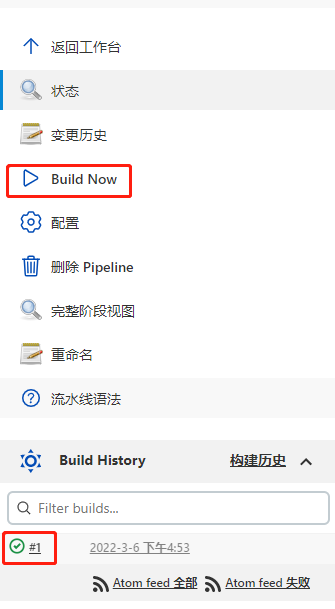 返回工作台
状态
变更历史
Build Now
配置
删除 Pipeline
完整阶段视图
重命名
流水线语法
Build History 构建历史
Filter builds...
#1 2022-3-6 下午4:53
Atom feed 全部 Atom feed 失败